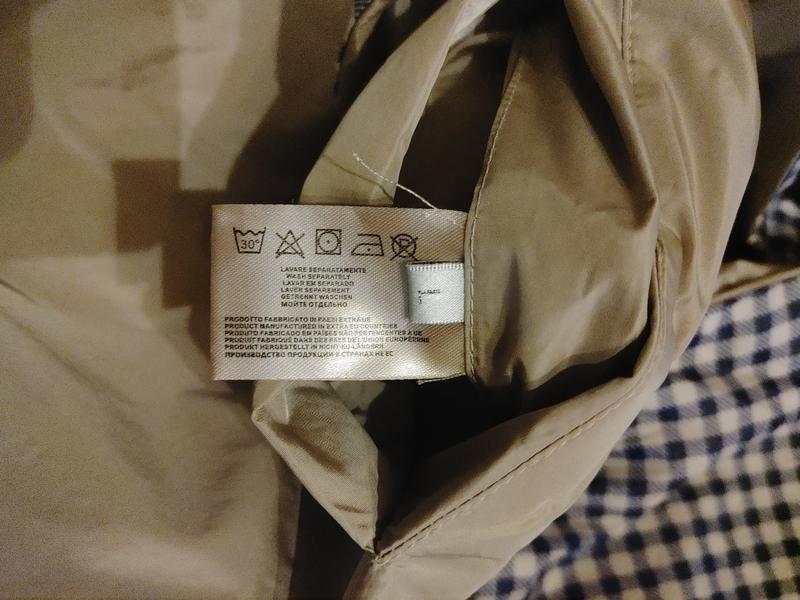 30°
P
LAVARE SEPARATAMENTE
WASH SEPARATELY
LAVAR EM SEPARADO
LAVER SEPAREMENT
GETRENNT WASCHEN
МОЙТЕ ОТДЕЛЬНО
PRODOTTO FABBRICATO IN PAESI EXTRA UE
PRODUCT MANUFACTURED IN EXTRA EU COUNTRIES
PRODUTO FABRICADO EM PAÍSES NÃO PERTENCENTES A UE
PRODUIT FABRIQUÉ DANS DES PAYS DE L'UNION EUROPÉENNE
PRODUKT HERGESTELLT IN NICHT-EU-LÄNDERN
ПРОИЗВОДСТВО ПРОДУКЦИИ В СТРАНАХ НЕ ЕС